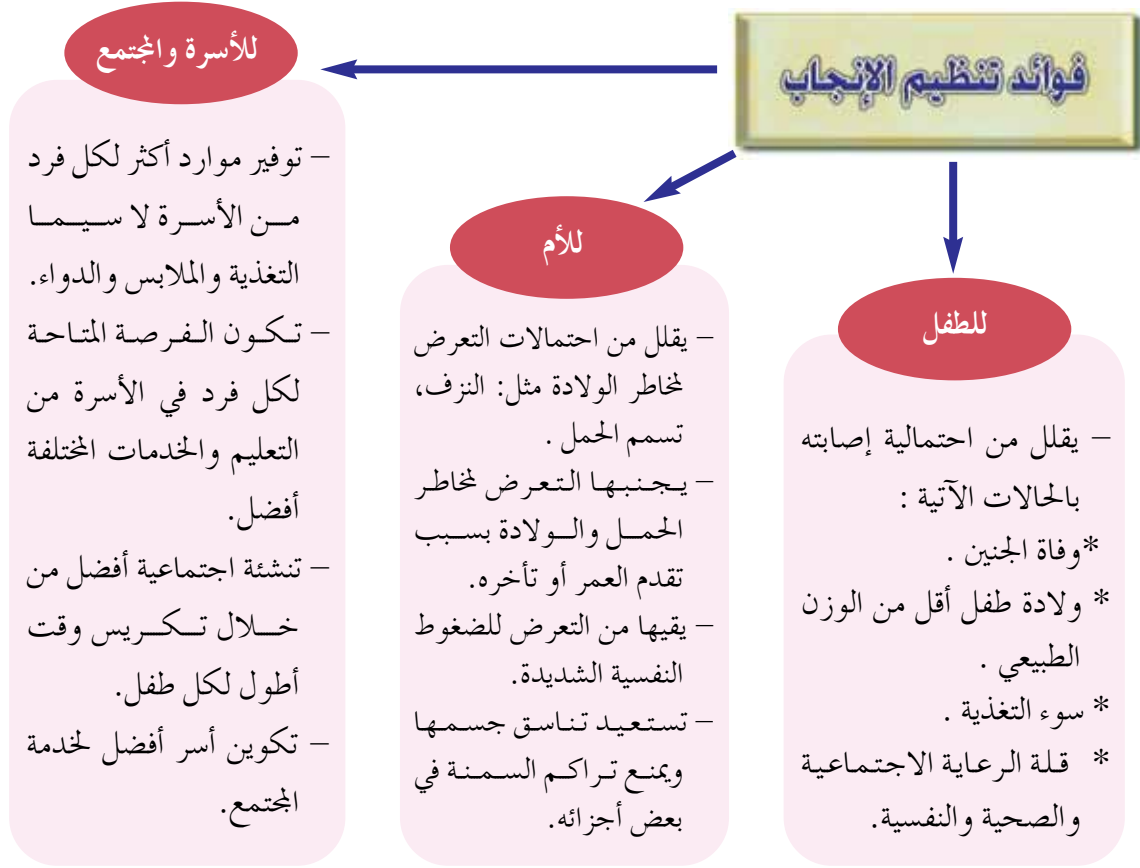 فوائد تنظيم الإنجاب
للطفل
– يقلل من احتمالية إصابته
بالحالات الآتية :
*وفاة الجنين .
* ولادة طفل أقل من الوزن
الطبيعي .
* سوء التغذية .
* قلة الرعاية الاجتماعية
والصحية والنفسية.
للأم
– يقلل من احتمالات التعرض
لمخاطر الولادة مثل: النزف،
تسمم الحمل .
– يجنبها التعرض لمخاطر
الحمل والولادة بسبب
تقدم العمر أو تأخره.
– يقيها من التعرض للضغوط
النفسية الشديدة.
– تستعيد تناسق جسمها
ويمنع تراكم السمنة في
بعض أجزائه.
للأسرة والمجتمع
– توفير موارد أكثر لكل فرد
من الأسرة لا سيما
التغذية والملابس والدواء.
– تكون الفرصة المتاحة
لكل فرد في الأسرة من
التعليم والخدمات المختلفة
أفضل.
– تنشئة اجتماعية أفضل من
خلال تكريس وقت
أطول لكل طفل.
– تكوين أسر أفضل لخدمة
المجتمع.